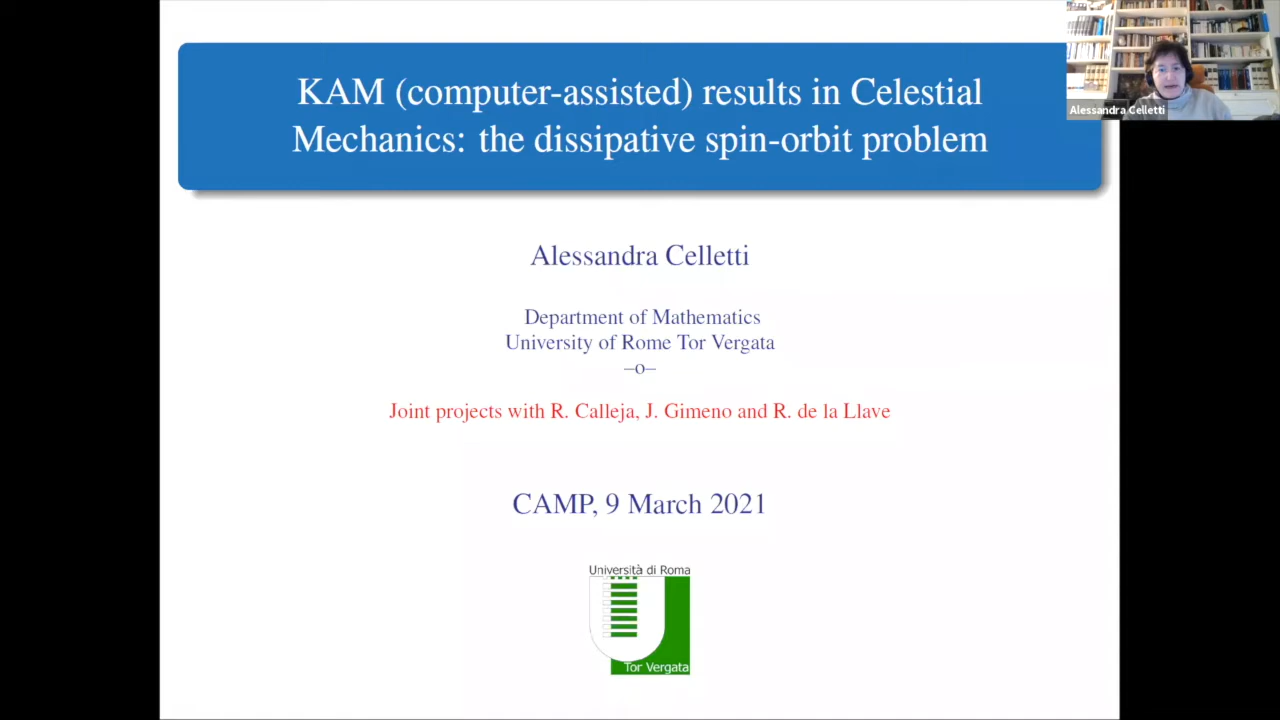 KAM (computer-assisted) results in Celestial
Mechanics: the dissipative spin-orbit problem
Alessandra Celletti
Alessandra Celletti
Department of Mathematics
University of Rome Tor Vergata
–o–
Joint projects with R. Calleja, J. Gimeno and R. de la Llave
CAMP, 9 March 2021
Università di Roma
Tor Vergata